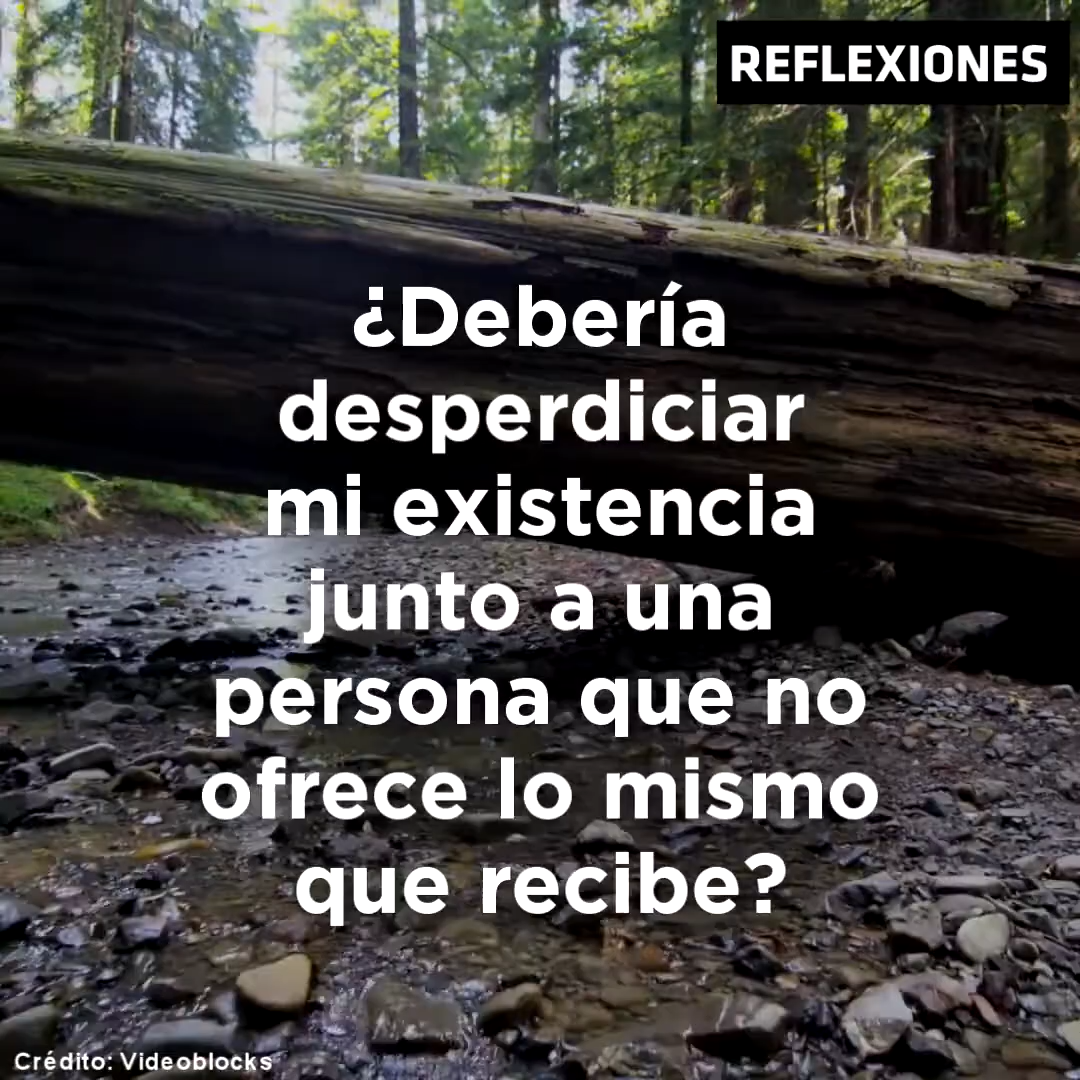 REFLEXIONES
¿Debería
desperdiciar
mi existencia
junto a una
persona que no
ofrece lo mismo
que recibe?
Crédito: Videoblocks